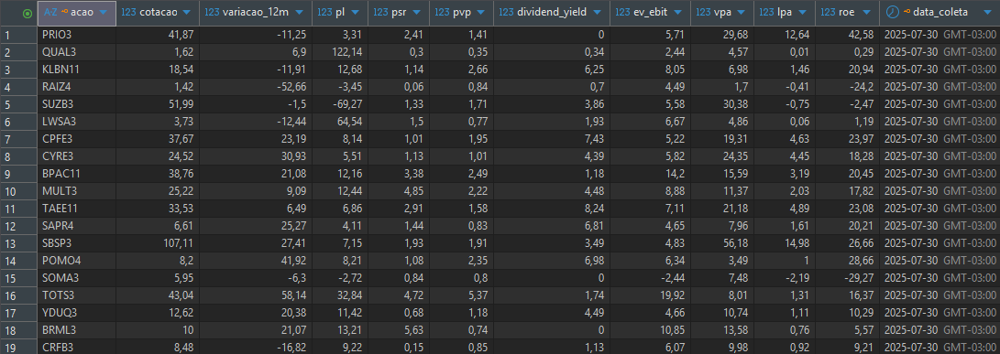 AZ acao 123 cotacao 123 variacao_12m 123 pl 123 psr 123 pvp 123 dividend_yield 123 ev_ebit 123 vpa 123 lpa 123 roe data_coleta
1 PRIO3 41,87 -11,25 3,31 2,41 1,41 0 5,71 29,68 12,64 42,58 2025-07-30 GMT-03:00
2 QUAL3 1,62 6,9 122,14 0,3 0,35 0,34 2,44 4,57 0,01 0,29 2025-07-30 GMT-03:00
3 KLBN11 18,54 -11,91 12,68 1,14 2,66 6,25 8,05 6,98 1,46 20,94 2025-07-30 GMT-03:00
4 RAIZ4 1,42 -52,66 -3,45 0,06 0,84 0,7 4,49 1,7 -0,41 -24,2 2025-07-30 GMT-03:00
5 SUZB3 51,99 -1,5 -69,27 1,33 1,71 3,86 5,58 30,38 -0,75 -2,47 2025-07-30 GMT-03:00
6 LWSA3 3,73 -12,44 64,54 1,5 0,77 1,93 6,67 4,86 0,06 1,19 2025-07-30 GMT-03:00
7 CPFE3 37,67 23,19 8,14 1,01 1,95 7,43 5,22 19,31 4,63 23,97 2025-07-30 GMT-03:00
8 CYRE3 24,52 30,93 5,51 1,13 1,01 4,39 5,82 24,35 4,45 18,28 2025-07-30 GMT-03:00
9 BPAC11 38,76 21,08 12,16 3,38 2,49 1,18 14,2 15,59 3,19 20,45 2025-07-30 GMT-03:00
10 MULT3 25,22 9,09 12,44 4,85 2,22 4,48 8,88 11,37 2,03 17,82 2025-07-30 GMT-03:00
11 TAEE11 33,53 6,49 6,86 2,91 1,58 8,24 7,11 21,18 4,89 23,08 2025-07-30 GMT-03:00
12 SAPR4 6,61 25,27 4,11 1,44 0,83 6,81 4,65 7,96 1,61 20,21 2025-07-30 GMT-03:00
13 SBSP3 107,11 27,41 7,15 1,93 1,91 3,49 4,83 56,18 14,98 26,66 2025-07-30 GMT-03:00
14 POMO4 8,2 41,92 8,21 1,08 2,35 6,98 6,34 3,49 1 28,66 2025-07-30 GMT-03:00
15 SOMA3 5,95 -6,3 -2,72 0,84 0,8 0 -2,44 7,48 -2,19 -29,27 2025-07-30 GMT-03:00
16 TOTS3 43,04 58,14 32,84 4,72 5,37 1,74 19,92 8,01 1,31 16,37 2025-07-30 GMT-03:00
17 YDUQ3 12,62 20,38 11,42 0,68 1,18 4,49 4,66 10,74 1,11 10,29 2025-07-30 GMT-03:00
18 BRML3 10 21,07 13,21 5,63 0,74 0 10,85 13,58 0,76 5,57 2025-07-30 GMT-03:00
19 CRFB3 8,48 -16,82 9,22 0,15 0,85 1,13 6,07 9,98 0,92 9,21 2025-07-30 GMT-03:00